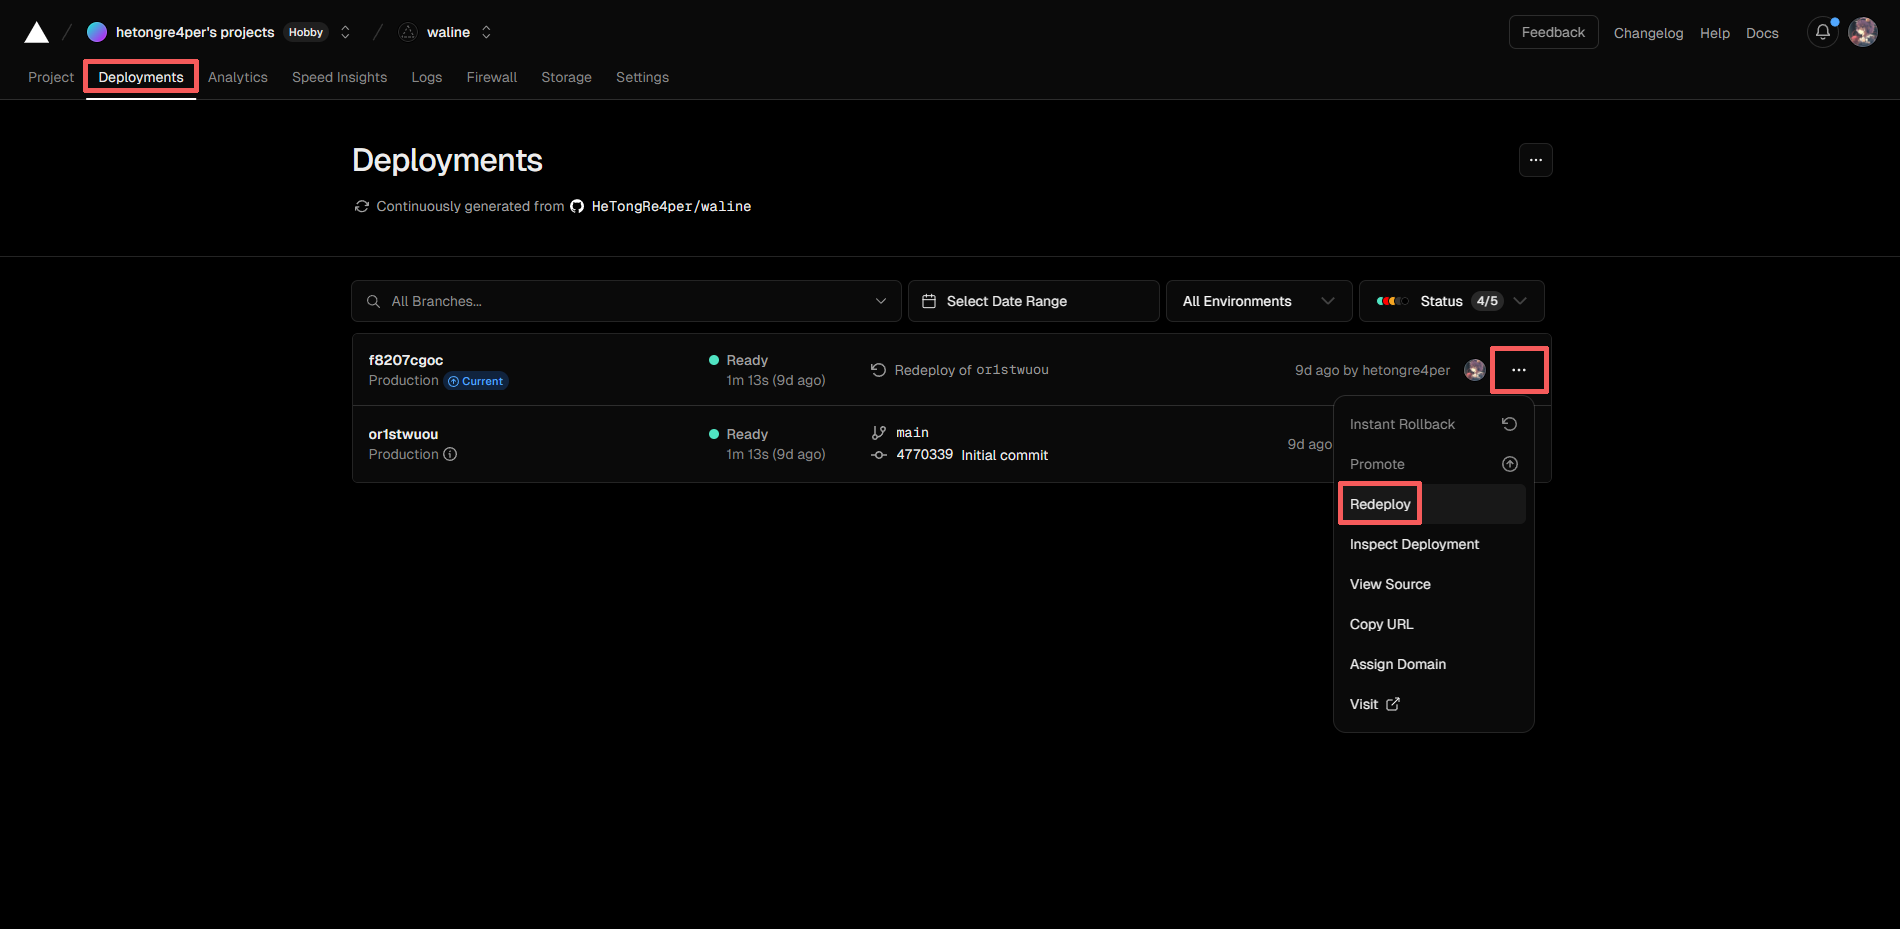 hetongre4per's projects Hobby waline Feedback Changelog Help Docs
Project Deployments Analytics Speed Insights Logs Firewall Storage Settings
Deployments
Continuously generated from HeTongRe4per/waline
All Branches... Select Date Range All Environments Status 4/5
f8207cgoc Ready Redeploy of or1stwuou 9d ago by hetongre4per
Production Current 1m 13s (9d ago)
or1stwuou Ready main
Production 1m 13s (9d ago) 4770339 Initial commit 9d ago
Instant Rollback
Promote
Redeploy
Inspect Deployment
View Source
Copy URL
Assign Domain
Visit